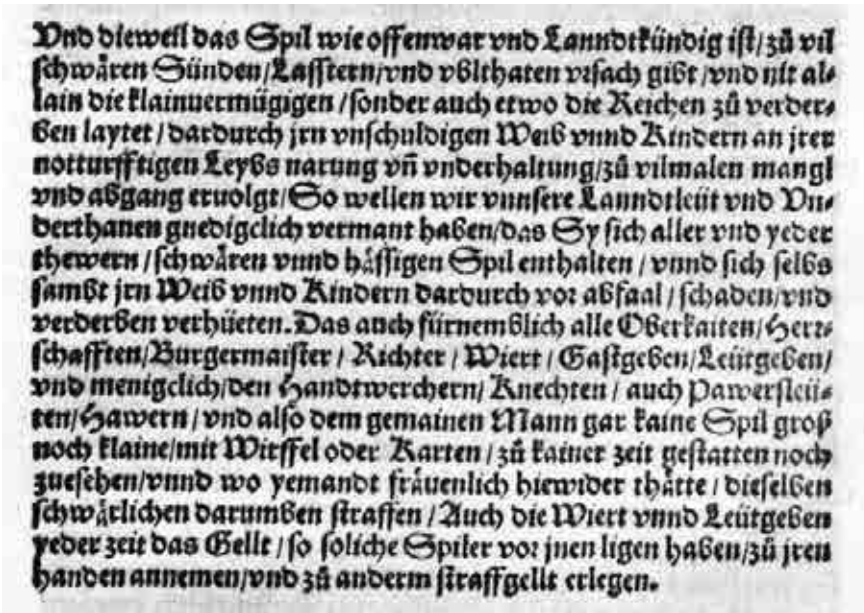 Vnd dieweil das Spil wie offenwar vnd Lanndtkündig ist/zů vil
schwären Sünden/Lasstern/vnd vblthaten vrsach gibt/vnd nit al⸗
lain die klainuermügigen/sonder auch etwo die Reichen zů verder⸗
ben laytet/dardurch jrn vnschuldigen Weib vnnd Kindern an jrer
notturfftigen Leybs narung vñ vnderhaltung/zů vilmalen mangl
vnd abgang eruolgt/So wellen wir vnnsere Lanndtleüt vnd Vn⸗
derthanen gnedigclich vermant haben/das Sy sich aller vnd yeder
thewern/schwären vnnd hässigen Spil enthalten/vnnd sich selbs
sambt jrn Weib vnnd Kindern dardurch vor abfaal/schaden/vnd
verderben verhüeten. Das auch fürnemblich alle Oberkaiten/Herr⸗
schafften/Burgermaister/Richter/Wiert/Gastgeben/Leütgeben/
vnd menigclich/den Handtwerchern/Knechten/auch Pawersleü⸗
ten/Hawern/vnd also dem gemainen Mann gar kaine Spil groß
noch klaine/mit Würffel oder Karten/zů kainer zeit gestatten noch
zuesehen/vnnd wo yemandt fräuenlich hiewider thätte/dieselben
schwärlichen darumben straffen/Auch die Wiert vnnd Leütgeben
yeder zeit das Gellt/so soliche Spiler vor jnen ligen haben/zů jren
handen annemen/vnd zů anderm straffgellt erlegen.